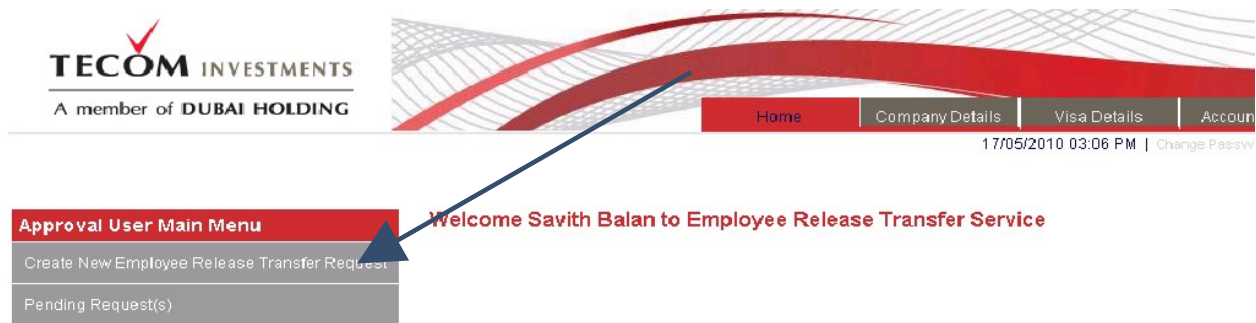 TECOM INVESTMENTS
A member of DUBAI HOLDING
Home Company Details Visa Details
17/05/2010 03:06 PM | Change
Approval User Main Menu
Welcome Savith Balan to Employee Release Transfer Service
Create New Employee Release Transfer Request
Pending Request(s)